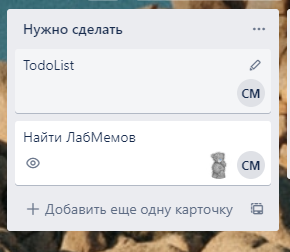 Нужно сделать
TodoList
СМ
Найти ЛабМемов
СМ
Добавить еще одну карточку